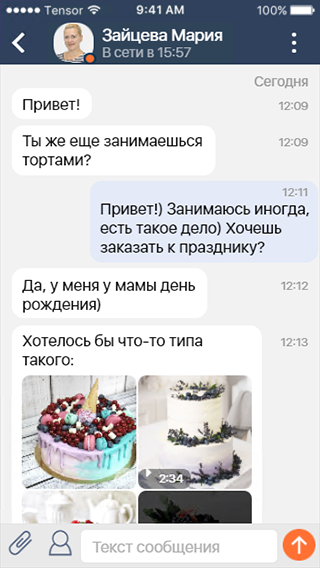 Tensor 9:41 AM 100%
Зайцева Мария
В сети в 15:57
Сегодня
Привет! 12:09
Ты же еще занимаешься 12:09
тортами?
12:11
Привет!) Занимаюсь иногда,
есть такое дело) Хочешь
заказать к празднику?
Да, у меня у мамы день 12:12
рождения)
Хотелось бы что-то типа 12:13
такого:
2:34
Текст сообщения